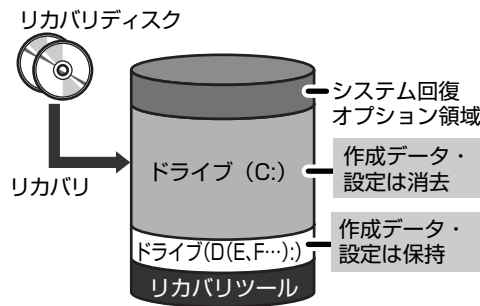 リカバリディスク
システム回復
オプション領域
ドライブ（C:）
作成データ・
設定は消去
リカバリ
作成データ・
設定は保持
ドライブ(D(E、F…):)
リカバリツール